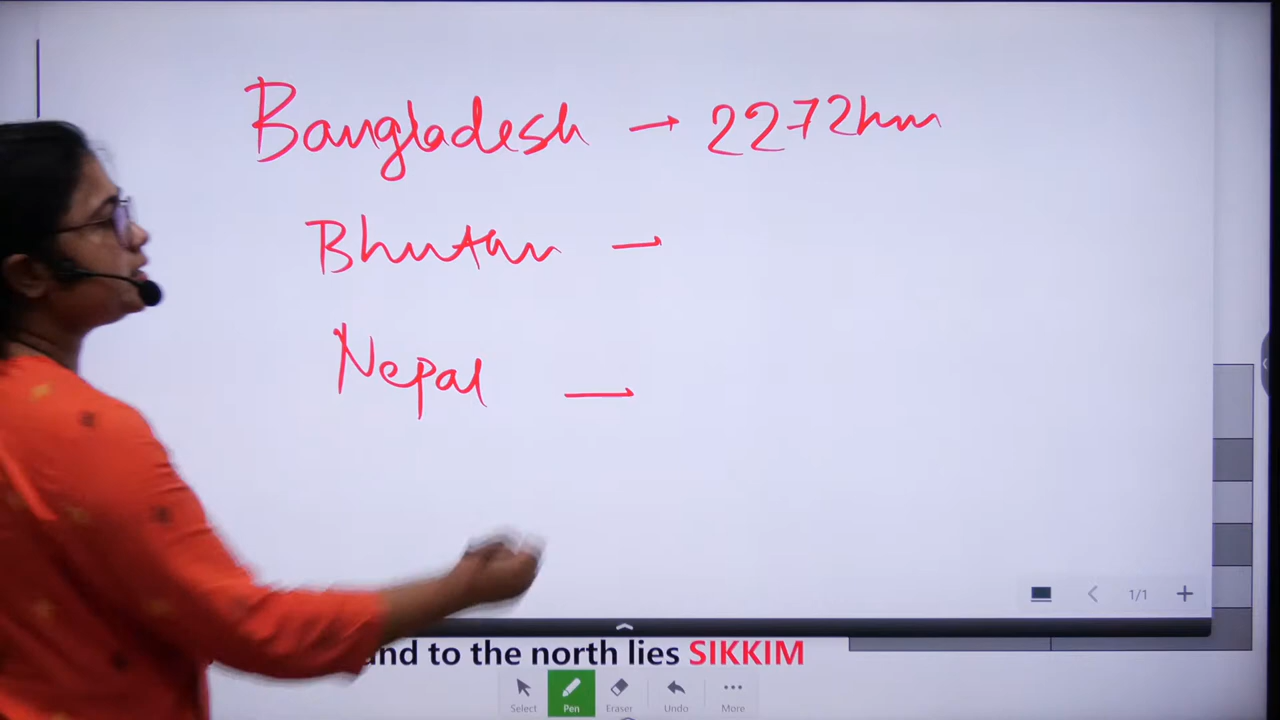 Bangladesh → 2272km
Bhutan →
Nepal →
1/1
and to the north lies SIKKIM
Select Pen Eraser Undo More